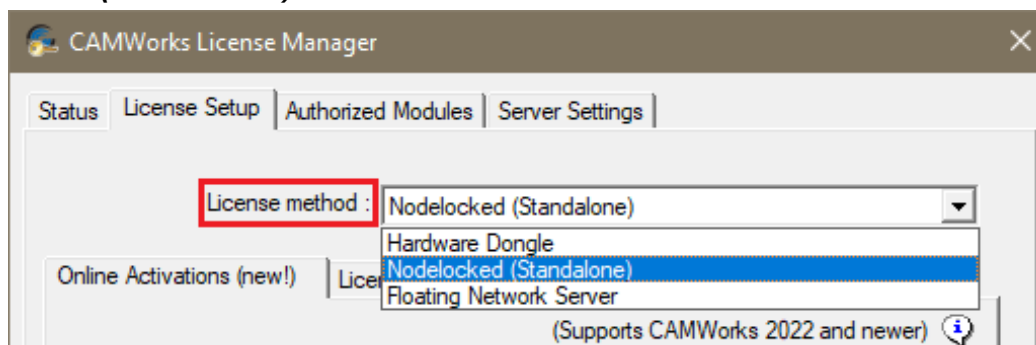 CAMWorks License Manager
Status License Setup Authorized Modules Server Settings
License method :
Nodelocked (Standalone)
Hardware Dongle
Nodelocked (Standalone)
Floating Network Server
Online Activations (new!)
(Supports CAMWorks 2022 and newer)